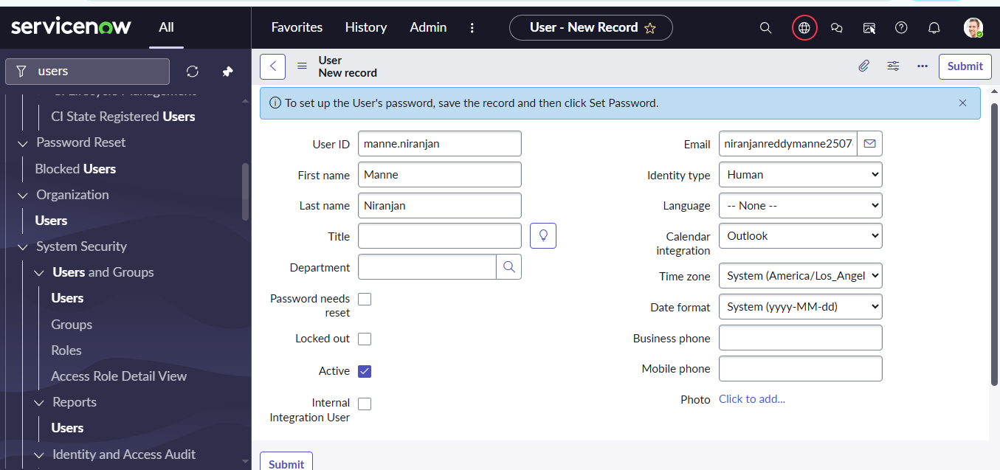 servicenow
All
Favorites
History
Admin
User - New Record
users
CI State Registered Users
Password Reset
Blocked Users
Organization
Users
System Security
Users and Groups
Users
Groups
Roles
Access Role Detail View
Reports
Users
Identity and Access Audit
User
New record
Submit
To set up the User's password, save the record and then click Set Password.
User ID
manne.niranjan
First name
Manne
Last name
Niranjan
Title
Department
Password needs
reset
Locked out
Active
Internal
Integration User
Email
niranjanreddymanne2507
Identity type
Human
Language
-- None --
Calendar
integration
Outlook
Time zone
System (America/Los_Angel
Date format
System (yyyy-MM-dd)
Business phone
Mobile phone
Photo
Click to add...
Submit